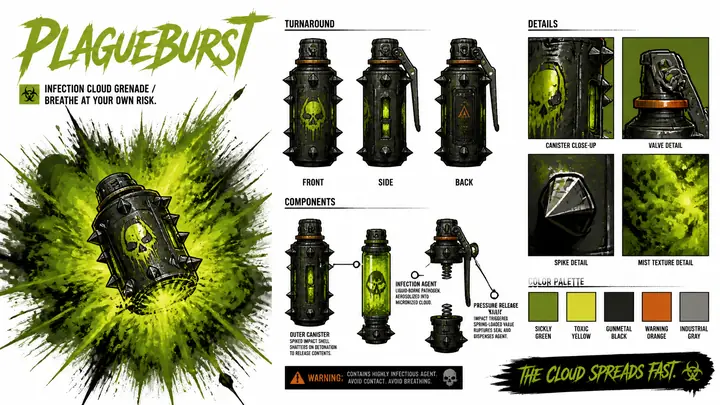 PLAGUEBURST
INFECTION CLOUD GRENADE /
BREATHE AT YOUR OWN RISK.
TURNAROUND
FRONT
SIDE
BACK
COMPONENTS
OUTER CANISTER
SPIKED IMPACT SHELL
SHATTERS ON DETONATION
TO RELEASE CONTENTS.
INFECTION AGENT
LIQUID-BORNE PATHOGEN.
AEROSOLIZED INTO
MICRONIZED CLOUD.
PRESSURE RELEASE
VALVE
IMPACT TRIGGERED
SPRING-LOADED VALVE
RUPTURES SEAL AND
DISPENSES AGENT.
WARNING: CONTAINS HIGHLY INFECTIOUS AGENT.
AVOID CONTACT. AVOID BREATHING.
DETAILS
CANISTER CLOSE-UP
VALVE DETAIL
SPIKE DETAIL
MIST TEXTURE DETAIL
COLOR PALETTE
SICKLY
GREEN
TOXIC
YELLOW
GUNMETAL
BLACK
WARNING
ORANGE
INDUSTRIAL
GRAY
THE CLOUD SPREADS FAST.